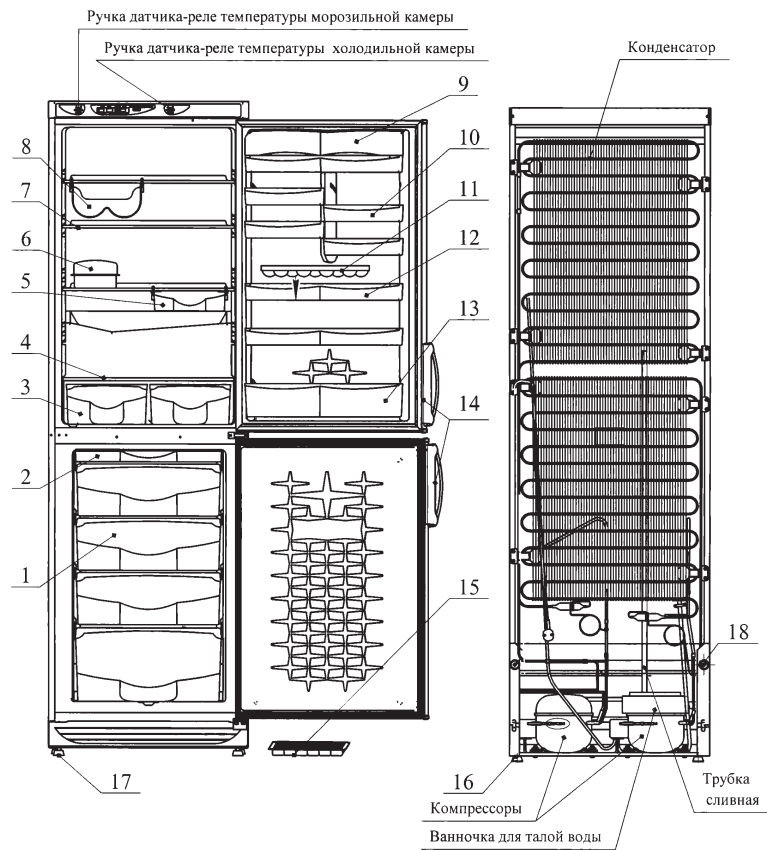 Ручка датчика-реле температуры морозильной камеры
Ручка датчика-реле температуры холодильной камеры
Конденсатор
9
10
8
7
11
6
12
5
13
4
3
14
2
1
15
18
17
16
Трубка
сливная
Компрессоры
Ванночка для талой воды